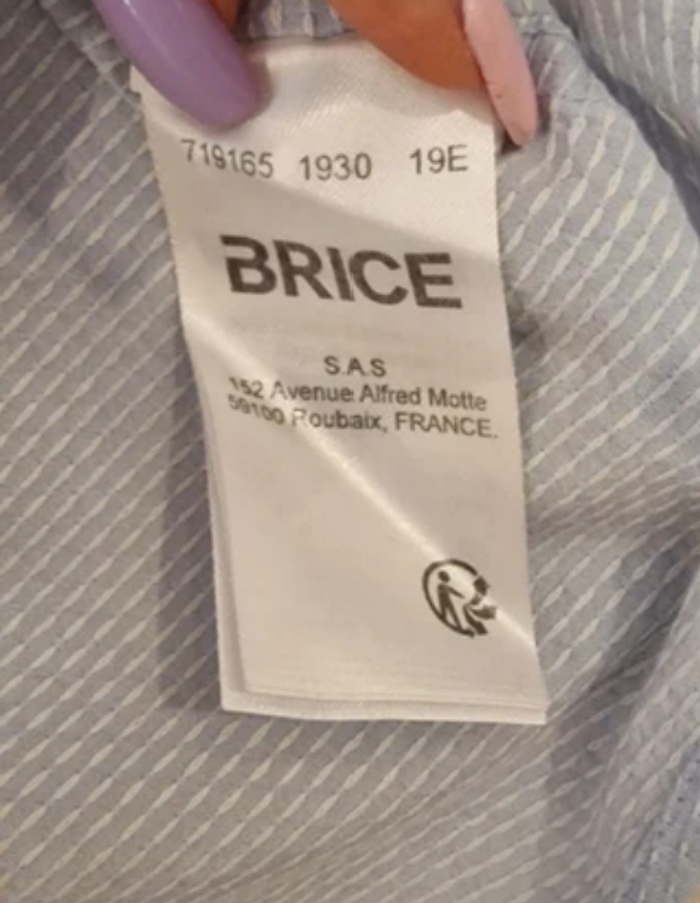 719165 1930 19E
BRICE
S.A.S
152 Avenue Alfred Motte
59100 Roubaix, FRANCE.